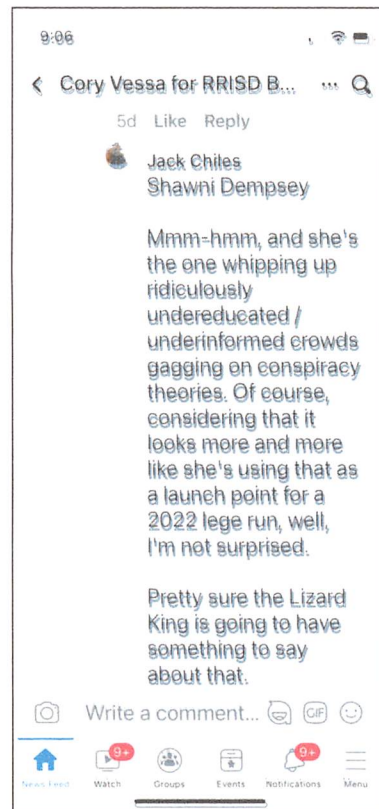 9:06
Cory Vessa for RRISD B... ...
5d Like Reply
Jack Chiles
Shawni Dempsey
Mmm-hmm, and she's
the one whipping up
ridiculously
undereducated /
underinformed crowds
gagging on conspiracy
theories. Of course,
considering that it
looks more and more
like she's using that as
a launch point for a
2022 lege run, well,
I'm not surprised.
Pretty sure the Lizard
King is going to have
something to say
about that.
Write a comment... GIF
9+ 9+
News Feed Watch Groups Events Notifications Menu